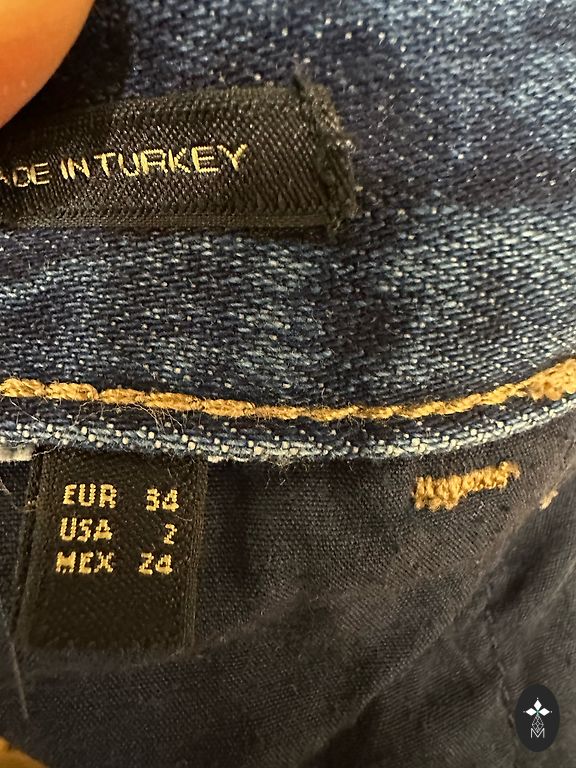 ADE IN TURKEY
EUR 34
USA 2
MEX 24
M